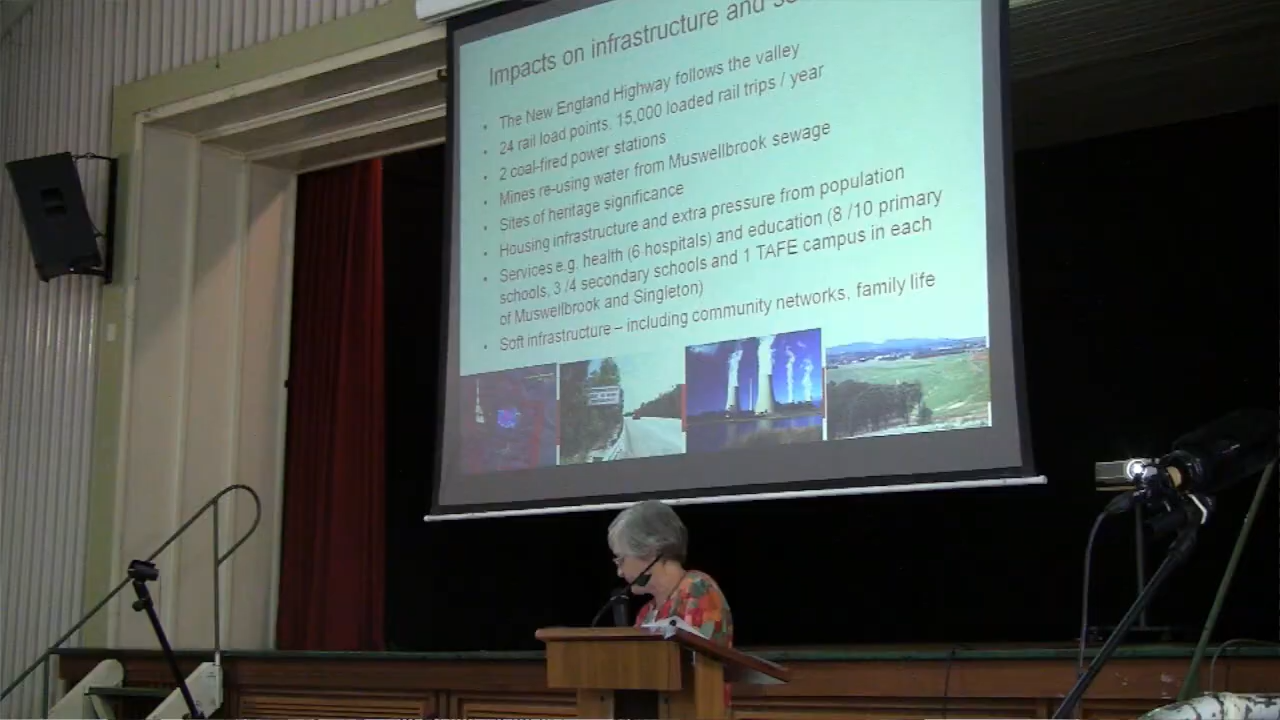 Impacts on infrastructure and
• The New England Highway follows the valley
• 24 rail load points, 15,000 loaded rail trips / year
• 2 coal-fired power stations
• Mines re-using water from Muswellbrook sewage
• Sites of heritage significance
• Housing infrastructure and extra pressure from population
• Services e.g. health (6 hospitals) and education (8 /10 primary
schools, 3 /4 secondary schools and 1 TAFE campus in each
of Muswellbrook and Singleton)
• Soft infrastructure – including community networks, family life